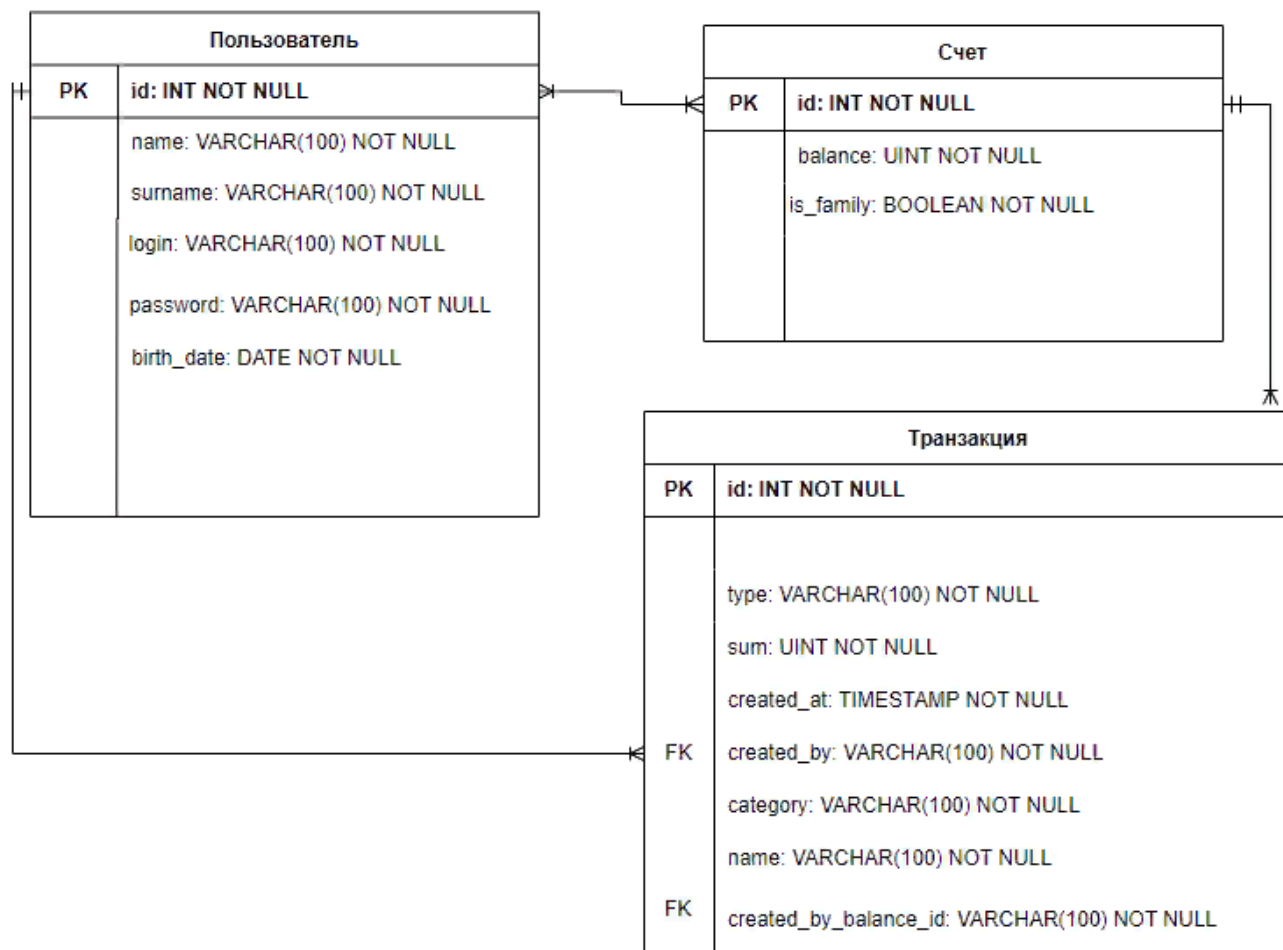 Пользователь
PK id: INT NOT NULL
name: VARCHAR(100) NOT NULL
surname: VARCHAR(100) NOT NULL
login: VARCHAR(100) NOT NULL
password: VARCHAR(100) NOT NULL
birth_date: DATE NOT NULL
Счет
PK id: INT NOT NULL
balance: UINT NOT NULL
is_family: BOOLEAN NOT NULL
Транзакция
PK id: INT NOT NULL
type: VARCHAR(100) NOT NULL
sum: UINT NOT NULL
created_at: TIMESTAMP NOT NULL
FK created_by: VARCHAR(100) NOT NULL
category: VARCHAR(100) NOT NULL
name: VARCHAR(100) NOT NULL
FK created_by_balance_id: VARCHAR(100) NOT NULL